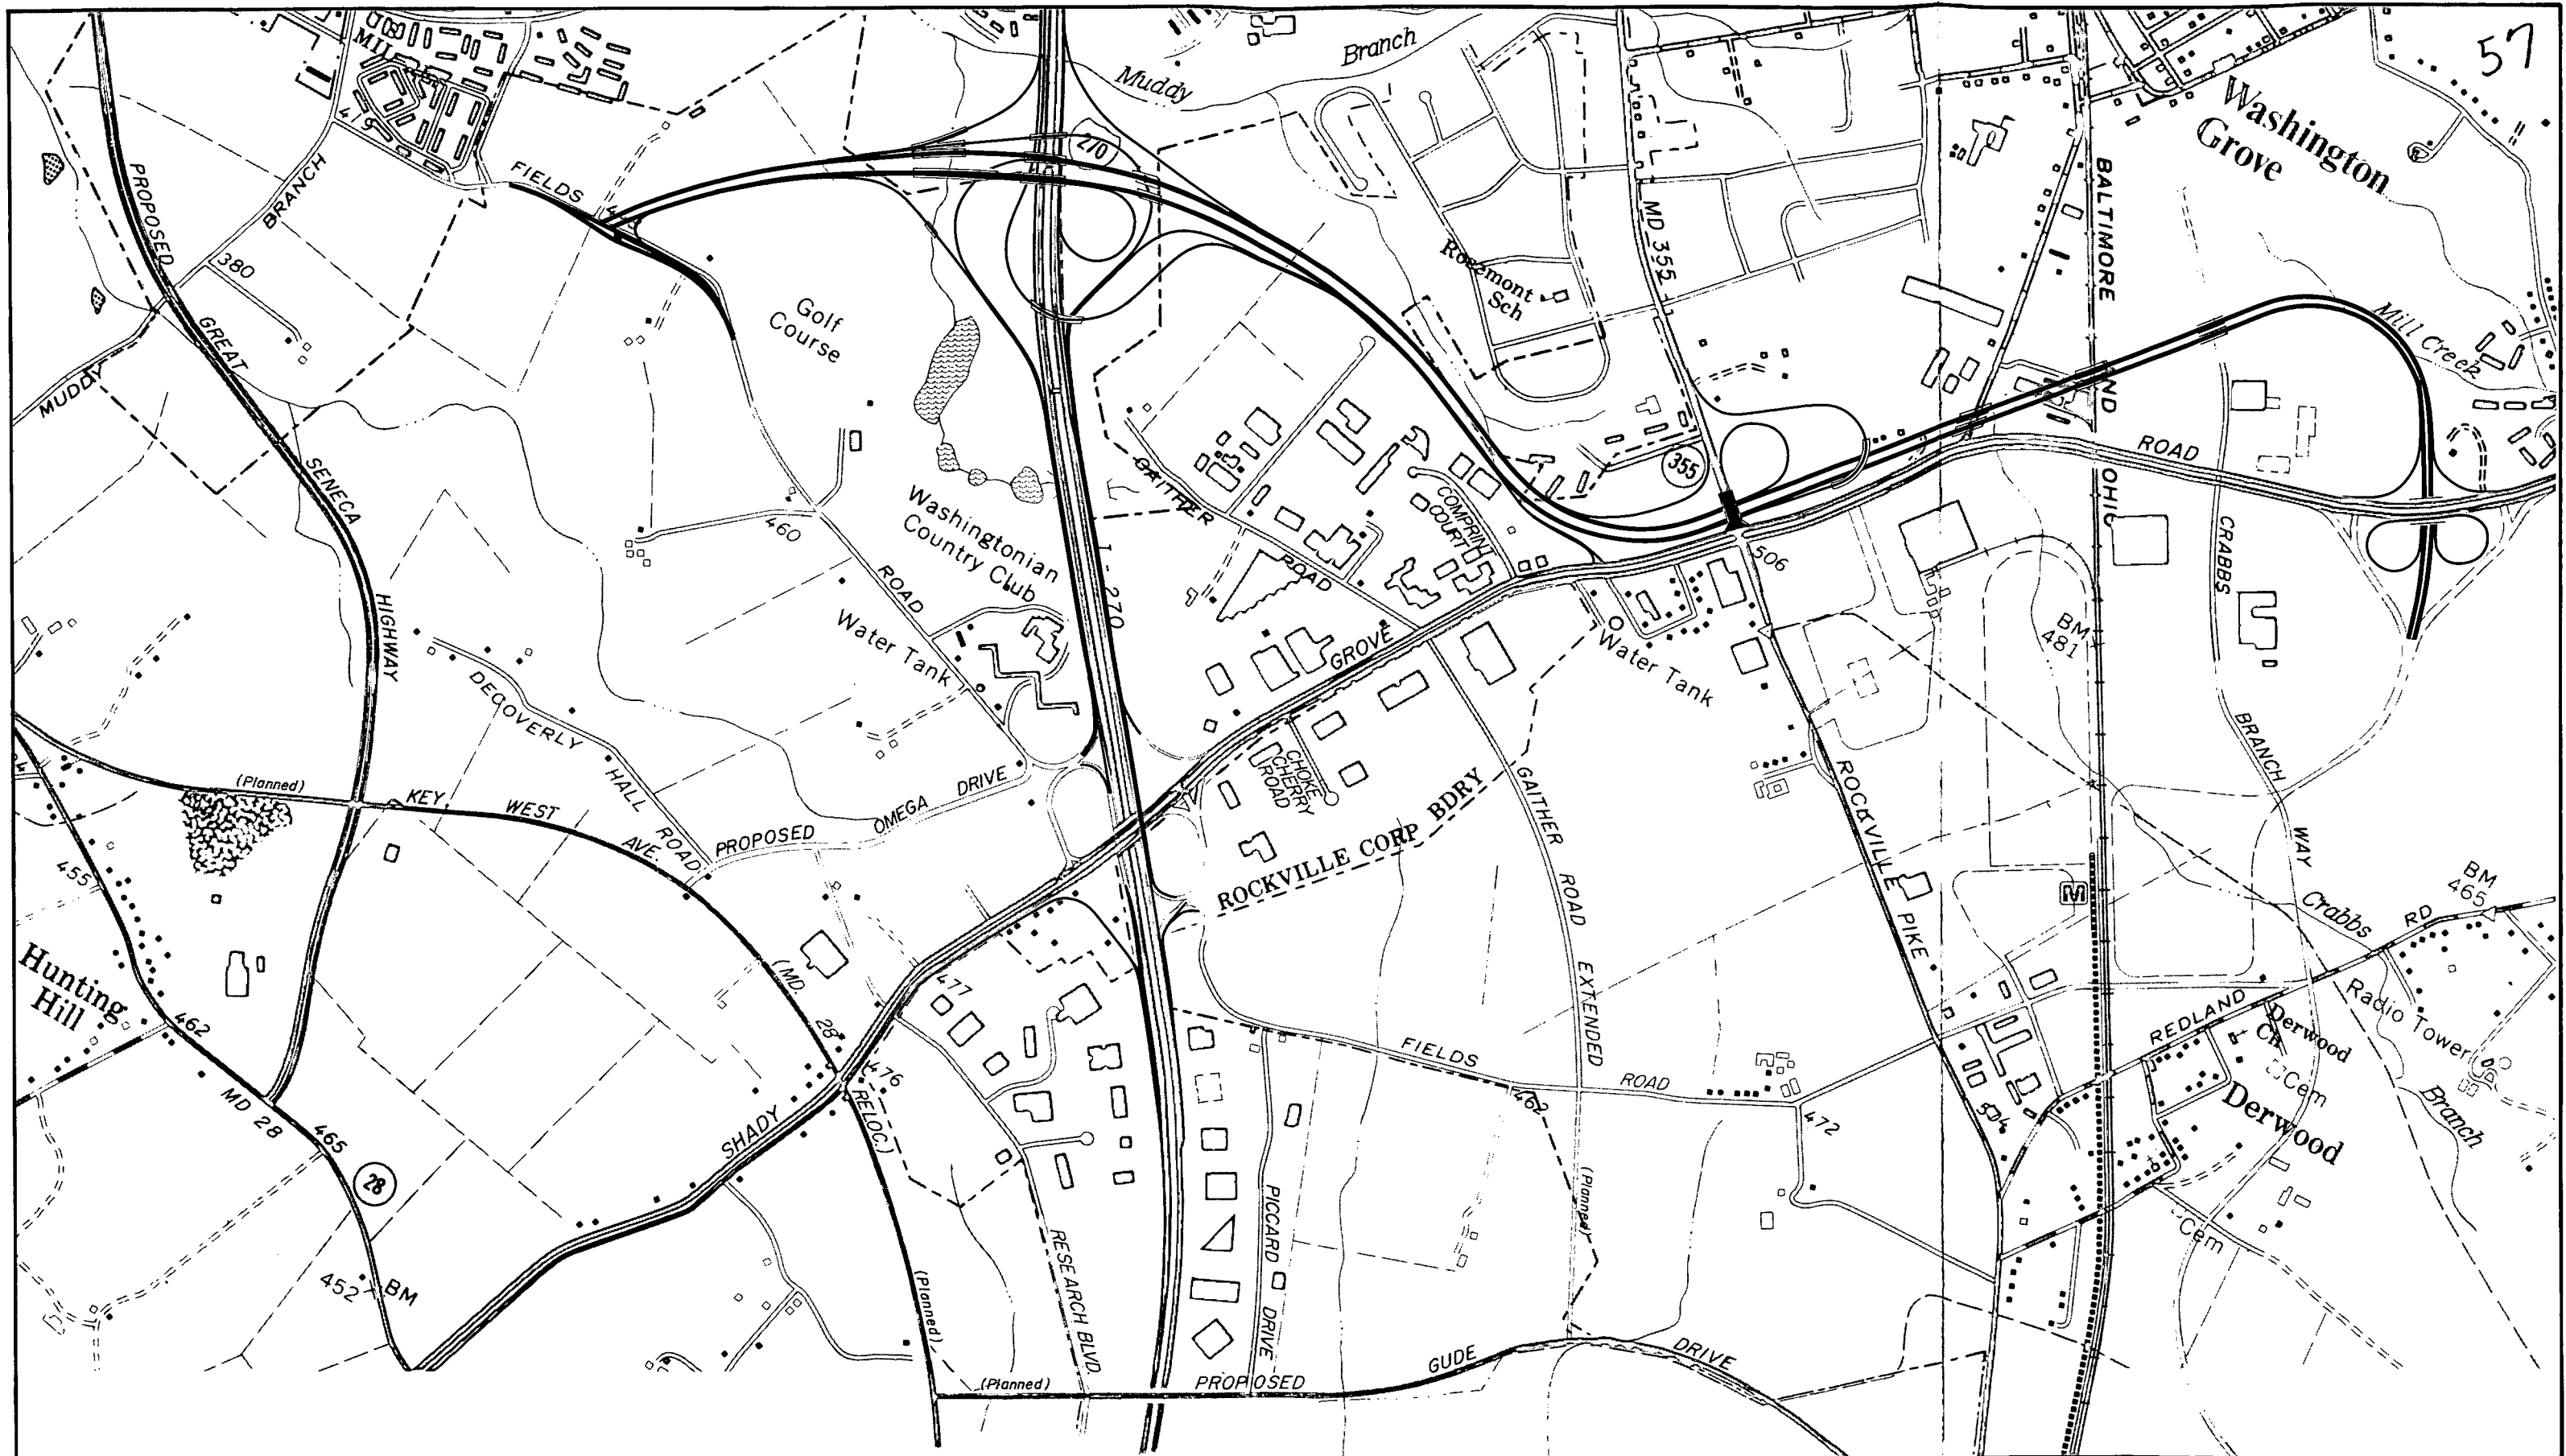 57
MIL
419
Muddy
Branch
Washington
Grove
270
PROPOSED
BRANCH
FIELDS
BALTIMORE
MD 355
380
Rosemont
Sch
Golf
Course
GREAT
Mill Creek
MUDDY
AND
SENECA
GAITHER
355
ROAD
Washingtonian
Country Club
460
COMPRINT
COURT
OHIO
CRABBS
ROAD
I - 270
ROAD
506
HIGHWAY
Water Tank
GROVE
Water Tank
BM
481
DECOVERLY
HALL
ROAD
CHOKE
CHERRY
ROAD
GAITHER
ROAD
EXTENDED
BRANCH
WAY
(Planned)
KEY
WEST
AVE.
PROPOSED
OMEGA
DRIVE
ROCKVILLE CORP BDRY
ROCKVILLE
PIKE
455
M
BM
465
Crabbs
RD
Hunting
Hill
(MD.
28
RELOC.)
477
462
REDLAND
Derwood
Ch
Radio Tower
FIELDS
ROAD
476
462
504
472
Cem
Derwood
Branch
MD 28
465
SHADY
28
(Planned)
PICCARD
DRIVE
RESEARCH BLVD.
Cem
452
BM
(Planned)
(Planned)
PROPOSED
GUDE
DRIVE